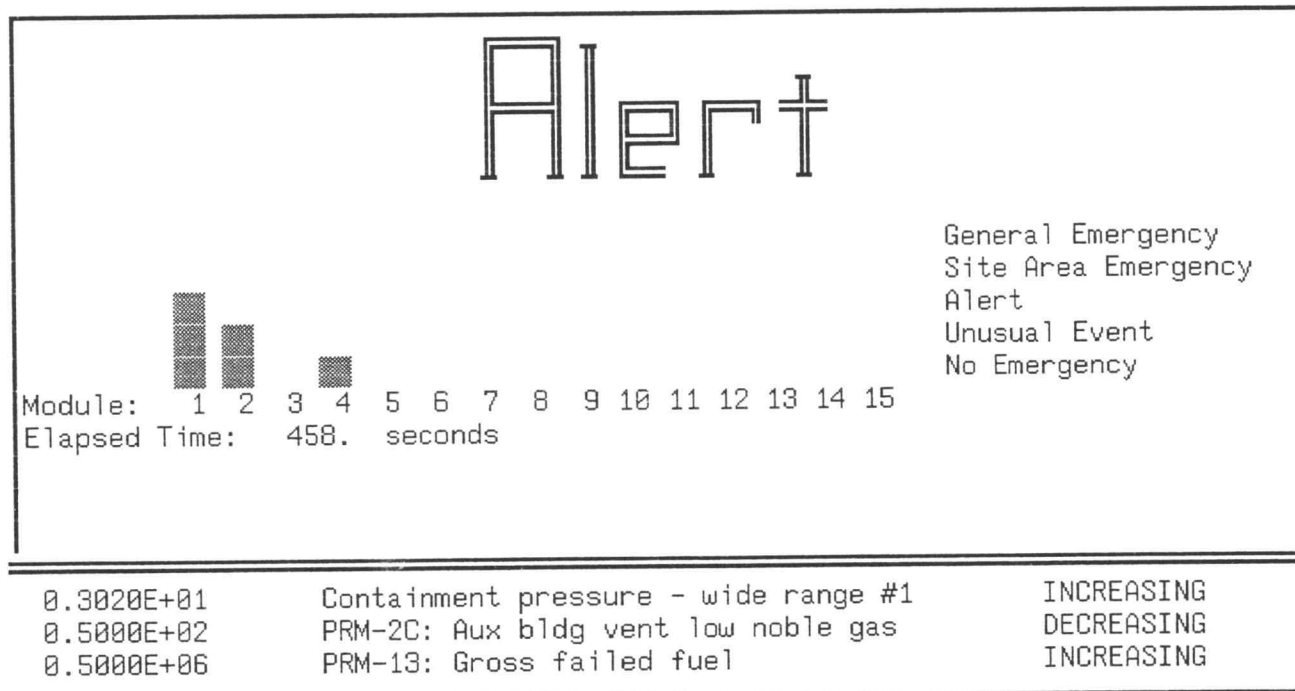 Alert
General Emergency
Site Area Emergency
Alert
Unusual Event
No Emergency
Module: 1 2 3 4 5 6 7 8 9 10 11 12 13 14 15
Elapsed Time: 458. seconds
0.3020E+01 Containment pressure - wide range #1 INCREASING
0.5000E+02 PRM-2C: Aux bldg vent low noble gas DECREASING
0.5000E+06 PRM-13: Gross failed fuel INCREASING